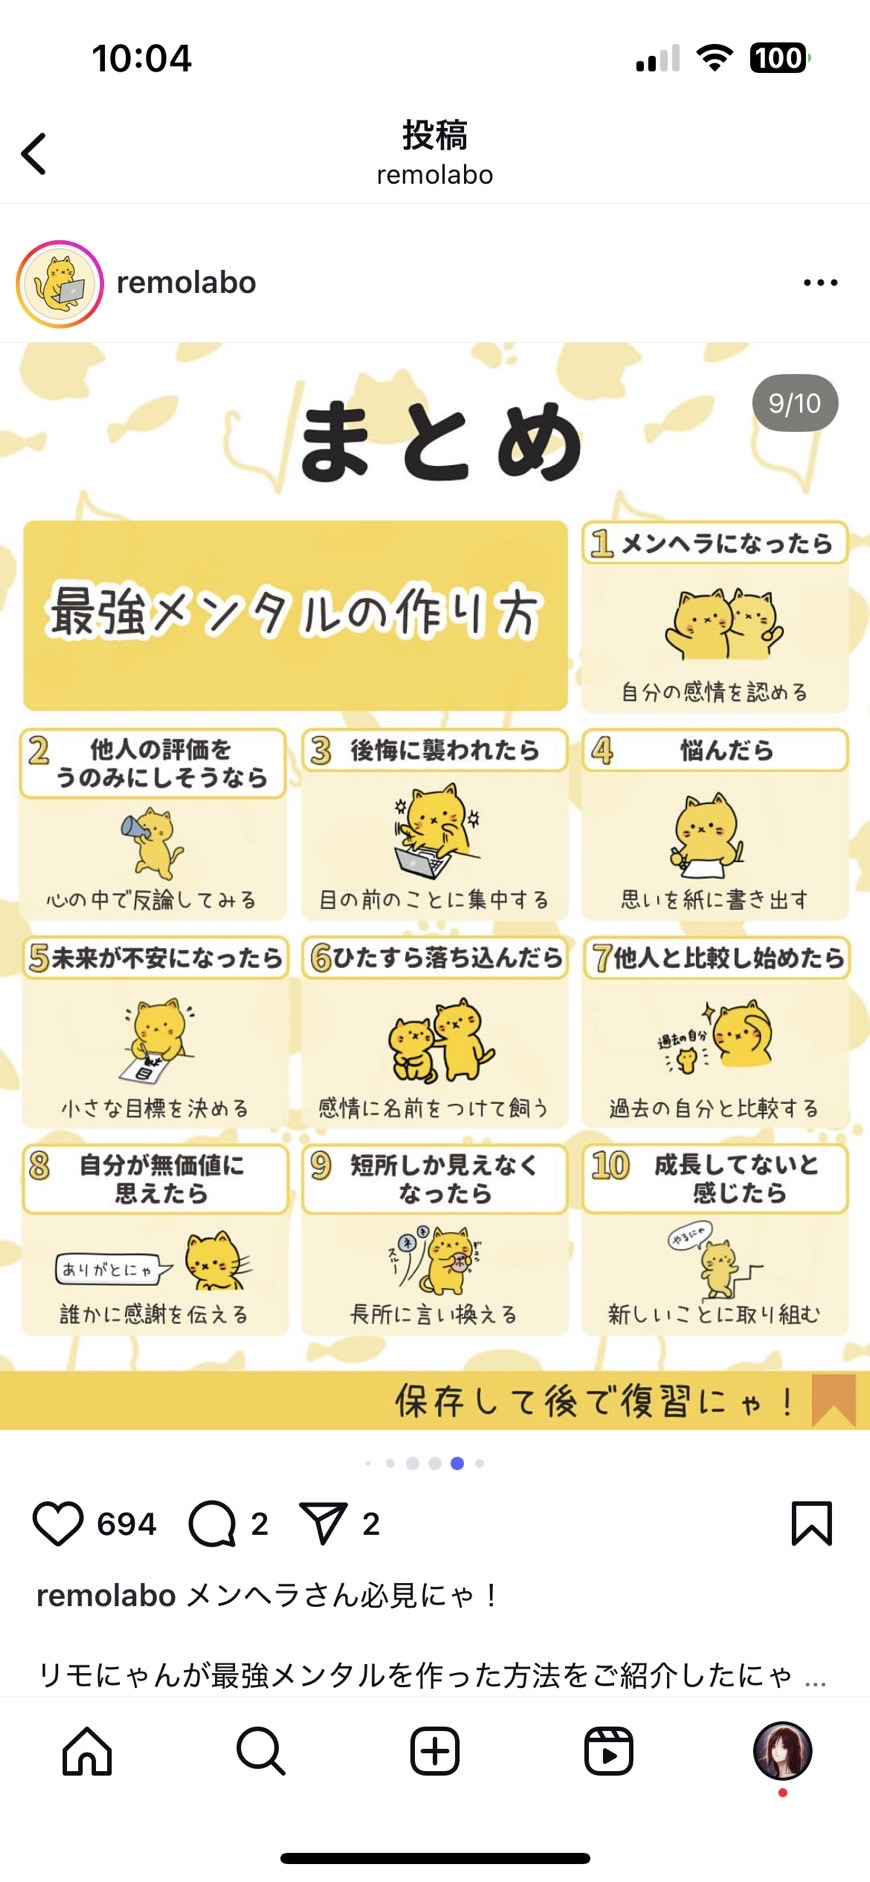 10:04
100
投稿
remolabo
remolabo
まとめ
9/10
最強メンタルの作り方
1 メンヘラになったら
自分の感情を認める
2 他人の評価を
うのみにしそうなら
心の中で反論してみる
3 後悔に襲われたら
目の前のことに集中する
4 悩んだら
思いを紙に書き出す
5 未来が不安になったら
小さな目標を決める
6 ひたすら落ち込んだら
感情に名前をつけて飼う
7 他人と比較し始めたら
過去の自分
過去の自分と比較する
8 自分が無価値に
思えたら
ありがとにゃ
誰かに感謝を伝える
9 短所しか見えなく
なったら
ネ
ネ
スルー
ポ
長所に言い換える
10 成長してないと
感じたら
やるにゃ
新しいことに取り組む
保存して後で復習にゃ！
694
2
2
remolabo メンヘラさん必見にゃ！
リモにゃんが最強メンタルを作った方法をご紹介したにゃ ...